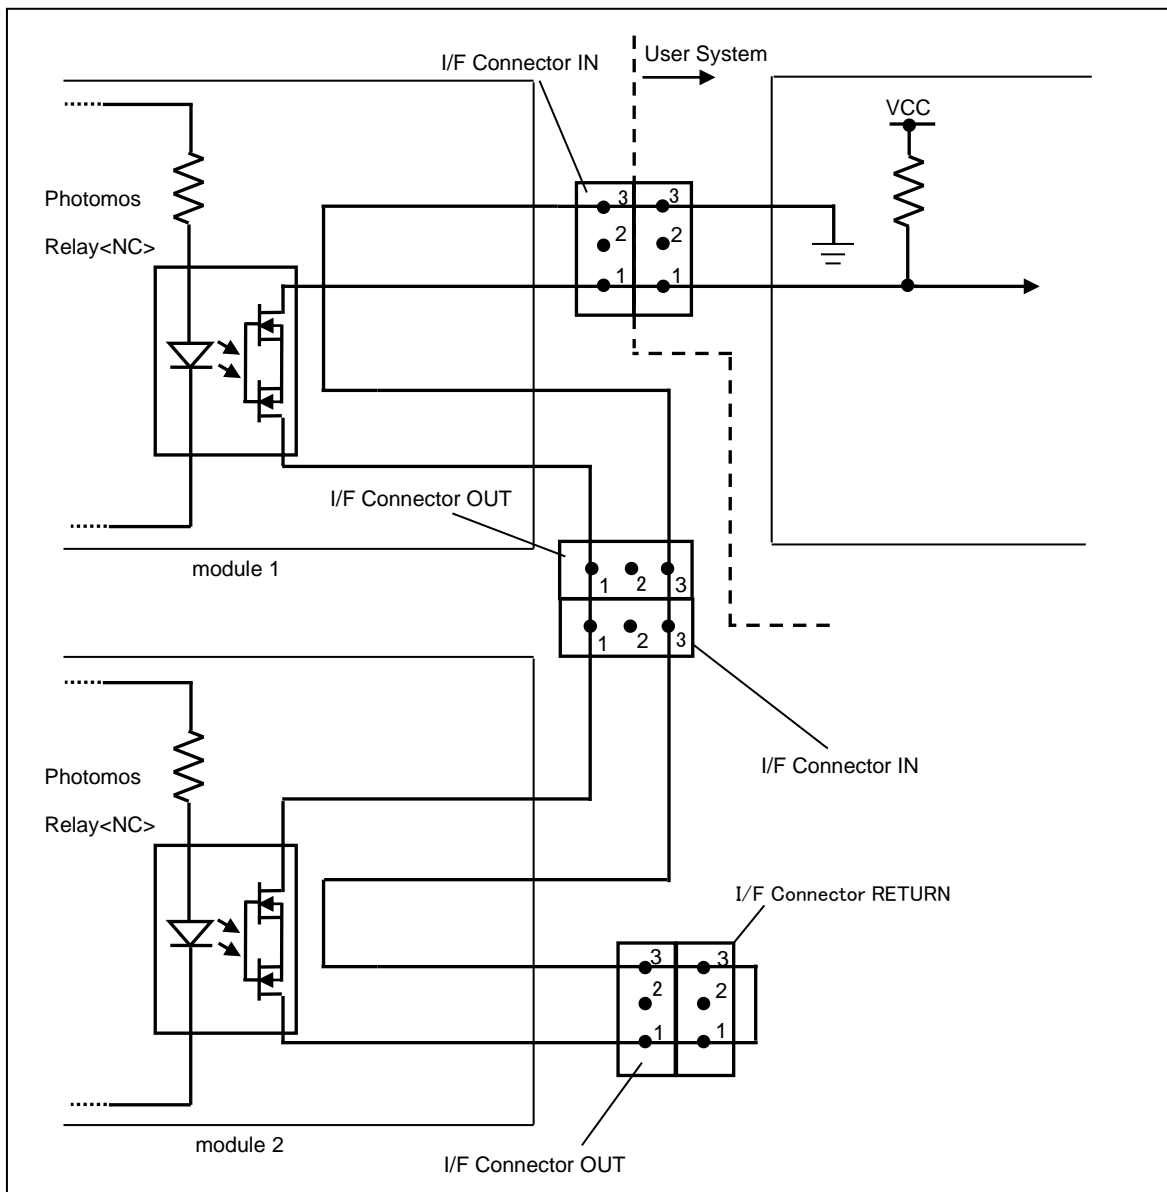 I/F Connector IN
User System
VCC
Photomos
Relay<NC>
3
3
2
2
1
1
I/F Connector OUT
module 1
1
2
3
1
2
3
I/F Connector IN
Photomos
Relay<NC>
I/F Connector RETURN
3
3
2
2
1
1
module 2
I/F Connector OUT